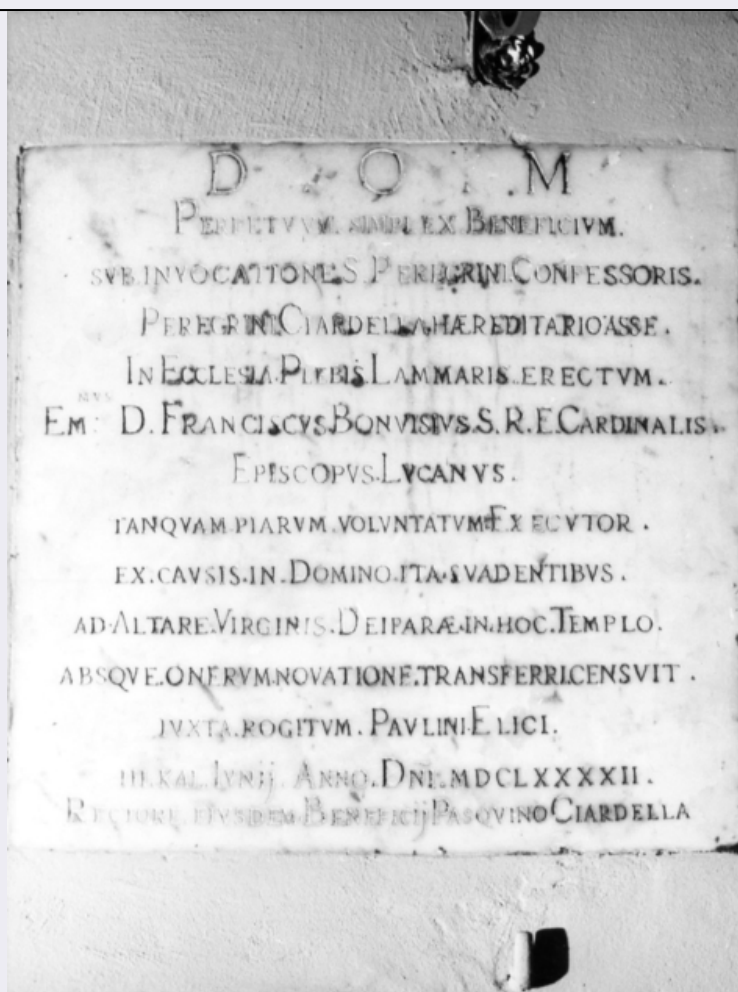 D . O . M
PERPETVVM. SIMPLEX BENEFICIVM.
SVB. INVOCATIONE. S. PEREGRINI. CONFESSORIS.
PEREGRINI. CIARDELLA. HÆREDITARIO ASSE.
IN ECCLESIA. PLEBIS. LAMMARIS. ERECTVM.
EM:MVS D. FRANCISCVS. BONVISIVS. S. R. E. CARDINALIS.
EPISCOPVS. LVCANVS.
TANQVAM PIARVM. VOLVNTATVM EXECVTOR.
EX. CAVSIS. IN. DOMINO. ITA. SVADENTIBVS.
AD. ALTARE. VIRGINIS. DEIPARÆ. IN. HOC. TEMPLO.
ABSQVE. ONERVM. NOVATIONE. TRANSFERRI. CENSVIT.
IVXTA. ROGITVM. PAVLINI. ELICI.
III. KAL. IVNIJ. ANNO. DNI. MDCLXXXXII.
RECTORE. EIVSDEM. BENEFICIJ PASQVINO CIARDELLA